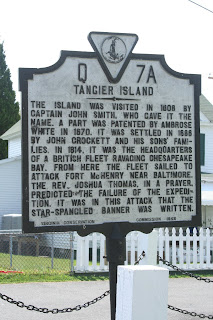 Q 7A
TANGIER ISLAND
THE ISLAND WAS VISITED IN 1608 BY
CAPTAIN JOHN SMITH, WHO GAVE IT THE
NAME. A PART WAS PATENTED BY AMBROSE
WHITE IN 1670. IT WAS SETTLED IN 1686
BY JOHN CROCKETT AND HIS SONS' FAM-
ILIES. IN 1814, IT WAS THE HEADQUARTERS
OF A BRITISH FLEET RAVAGING CHESAPEAKE
BAY. FROM HERE THE FLEET SAILED TO
ATTACK FORT McHENRY NEAR BALTIMORE.
THE REV. JOSHUA THOMAS, IN A PRAYER,
PREDICTED THE FAILURE OF THE EXPEDI-
TION. IT WAS IN THIS ATTACK THAT THE
STAR-SPANGLED BANNER WAS WRITTEN.
VIRGINIA CONSERVATION COMMISSION